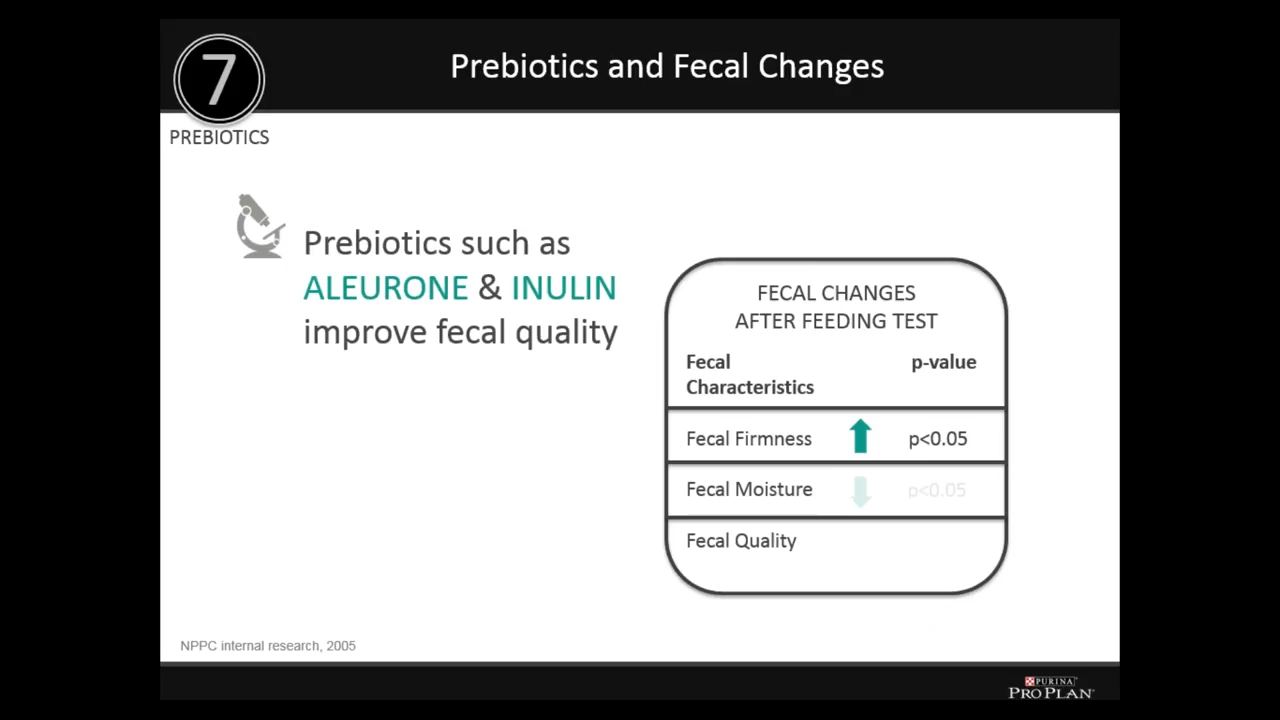 7
Prebiotics and Fecal Changes
PREBIOTICS
Prebiotics such as
ALEURONE & INULIN
improve fecal quality
FECAL CHANGES
AFTER FEEDING TEST
Fecal p-value
Characteristics
Fecal Firmness p<0.05
Fecal Moisture p<0.05
Fecal Quality
NPPC internal research, 2005
PURINA
PRO PLAN